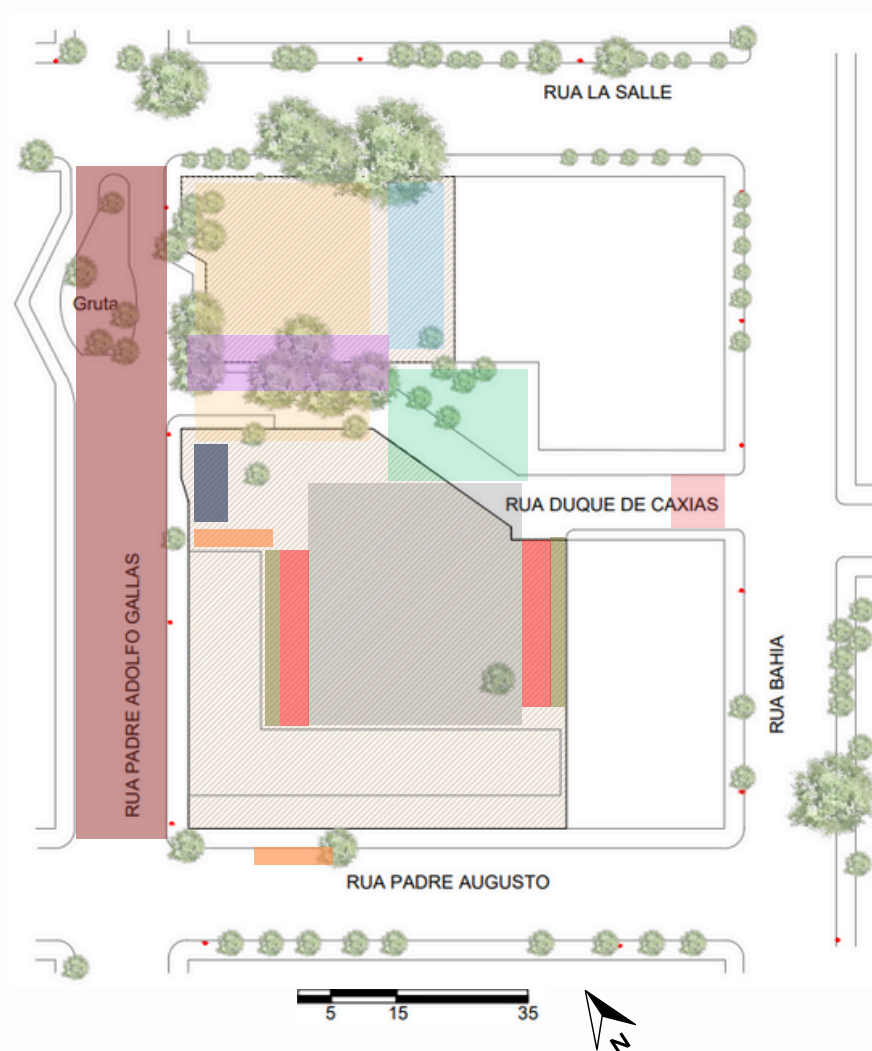 RUA LA SALLE
Gruta
RUA DUQUE DE CAXIAS
RUA PADRE ADOLFO GALLAS
RUA BAHIA
RUA PADRE AUGUSTO
5 15 35
N